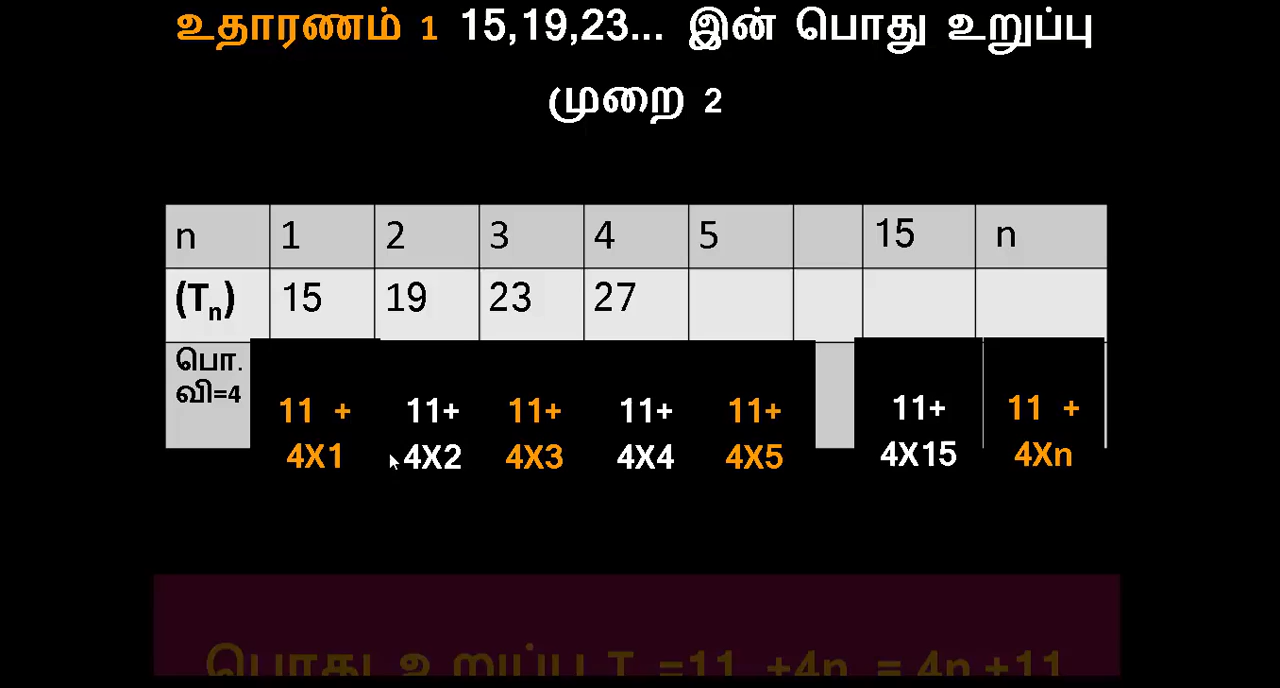 உதாரணம் 1 15,19,23... இன் பொது உறுப்பு
முறை 2
n 1 2 3 4 5 15 n
(Tn) 15 19 23 27
பொ.
வி=4
11 + 11+ 11+ 11+ 11+ 11+ 11 +
4X1 4X2 4X3 4X4 4X5 4X15 4Xn
பொது உறுப்பு Tn=11 +4n = 4n +11